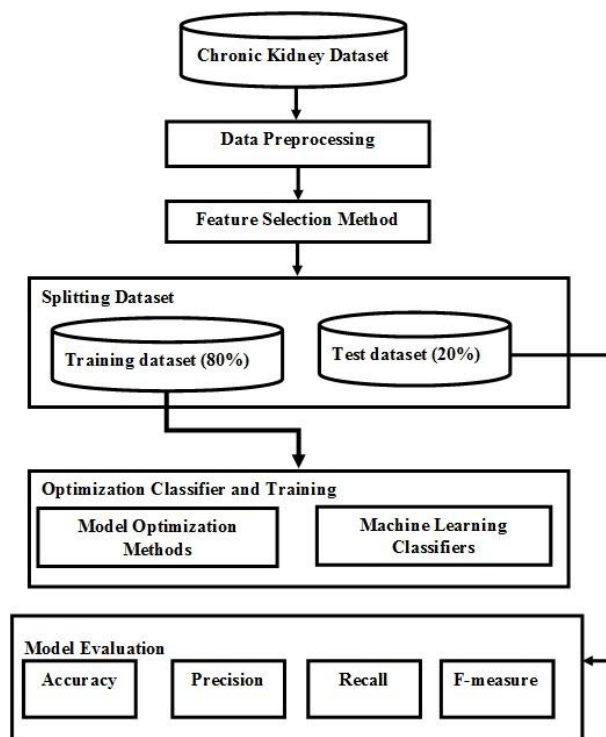 Chronic Kidney Dataset
Data Preprocessing
Feature Selection Method
Splitting Dataset
Training dataset (80%)
Test dataset (20%)
Optimization Classifier and Training
Model Optimization
Methods
Machine Learning
Classifiers
Model Evaluation
Accuracy
Precision
Recall
F-measure